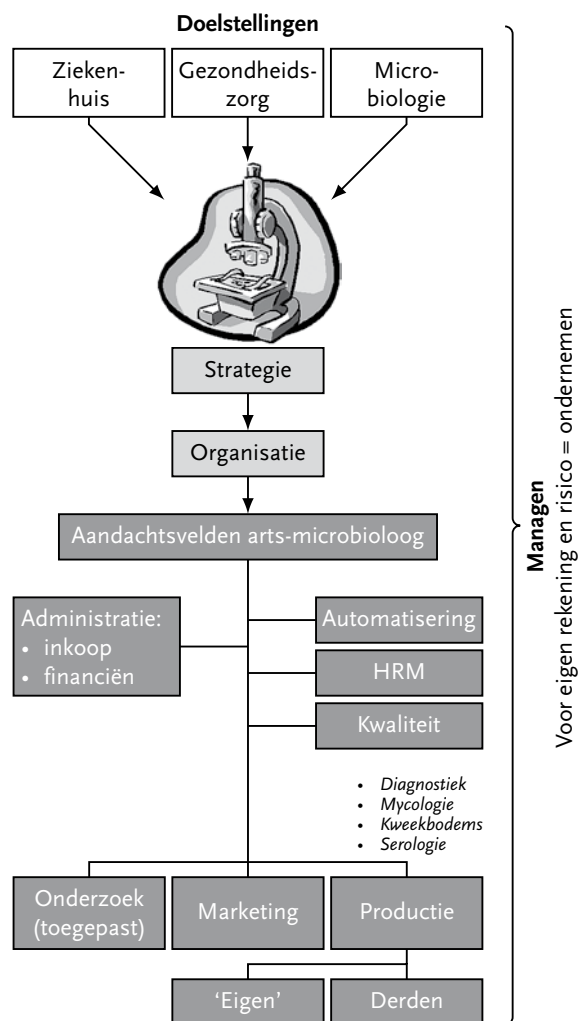 Doelstellingen
Zieken-
huis
Gezondheids-
zorg
Micro-
biologie
Strategie
Organisatie
Aandachtsvelden arts-microbioloog
Administratie:
• inkoop
• financiën
Automatisering
HRM
Kwaliteit
• Diagnostiek
• Mycologie
• Kweekbodems
• Serologie
Onderzoek
(toegepast)
Marketing
Productie
‘Eigen’
Derden
Managen
Voor eigen rekening en risico = ondernemen